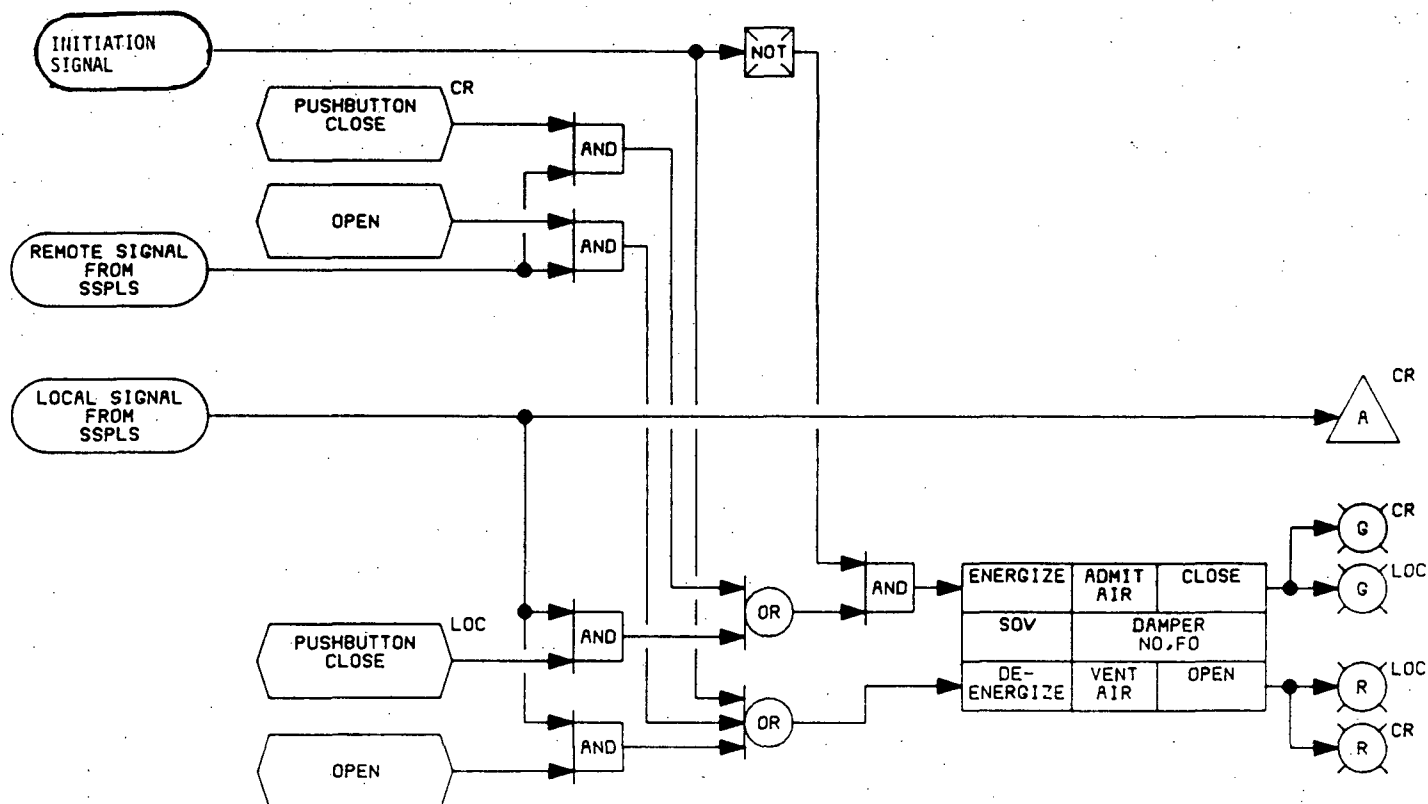 INITIATION
SIGNAL
NOT
PUSHBUTTON
CLOSE
CR
AND
OPEN
AND
REMOTE SIGNAL
FROM
SSPLS
LOCAL SIGNAL
FROM
SSPLS
CR
A
CR
G
AND
ENERGIZE
ADMIT
AIR
CLOSE
LOC
G
OR
PUSHBUTTON
CLOSE
LOC
AND
SOV
DAMPER
NO,FO
DE-
ENERGIZE
VENT
AIR
OPEN
LOC
R
OR
CR
R
AND
OPEN